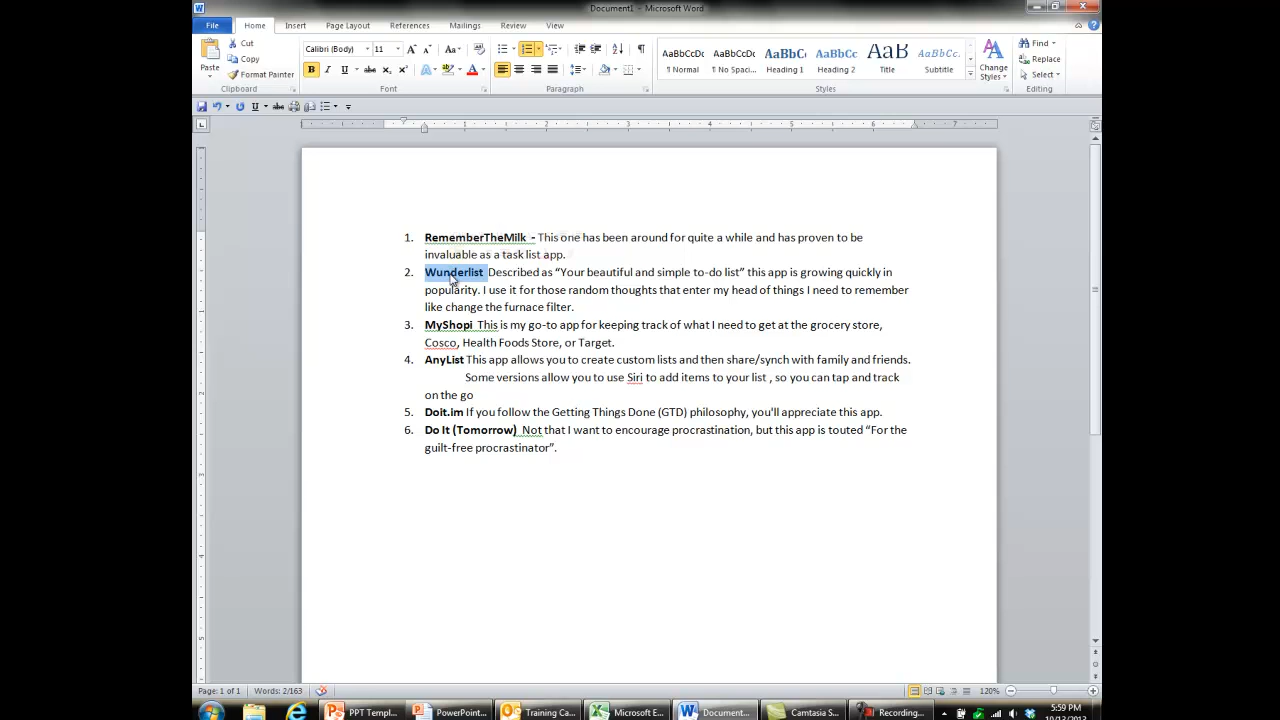 Document1 - Microsoft Word
File Home Insert Page Layout References Mailings Review View
Cut
Copy
Format Painter
Paste
Calibri (Body) 11
AaBbCcDc AaBbCcDc AaBbC AaBbCc AaB AaBbCc.
¶ Normal ¶ No Spaci... Heading 1 Heading 2 Title Subtitle
Change
Styles
Find
Replace
Select
Clipboard Font Paragraph Styles Editing
1 2 3 4 5 6 7
1. RememberTheMilk - This one has been around for quite a while and has proven to be
invaluable as a task list app.
2. Wunderlist Described as “Your beautiful and simple to-do list” this app is growing quickly in
popularity. I use it for those random thoughts that enter my head of things I need to remember
like change the furnace filter.
3. MyShopi This is my go-to app for keeping track of what I need to get at the grocery store,
Cosco, Health Foods Store, or Target.
4. AnyList This app allows you to create custom lists and then share/synch with family and friends.
Some versions allow you to use Siri to add items to your list , so you can tap and track
on the go
5. Doit.im If you follow the Getting Things Done (GTD) philosophy, you'll appreciate this app.
6. Do It (Tomorrow) Not that I want to encourage procrastination, but this app is touted “For the
guilt-free procrastinator”.
Page: 1 of 1 Words: 2/163 120%
PPT Templ... PowerPoint... Training Ca... Microsoft E... Document... Camtasia S... Recording... 5:59 PM